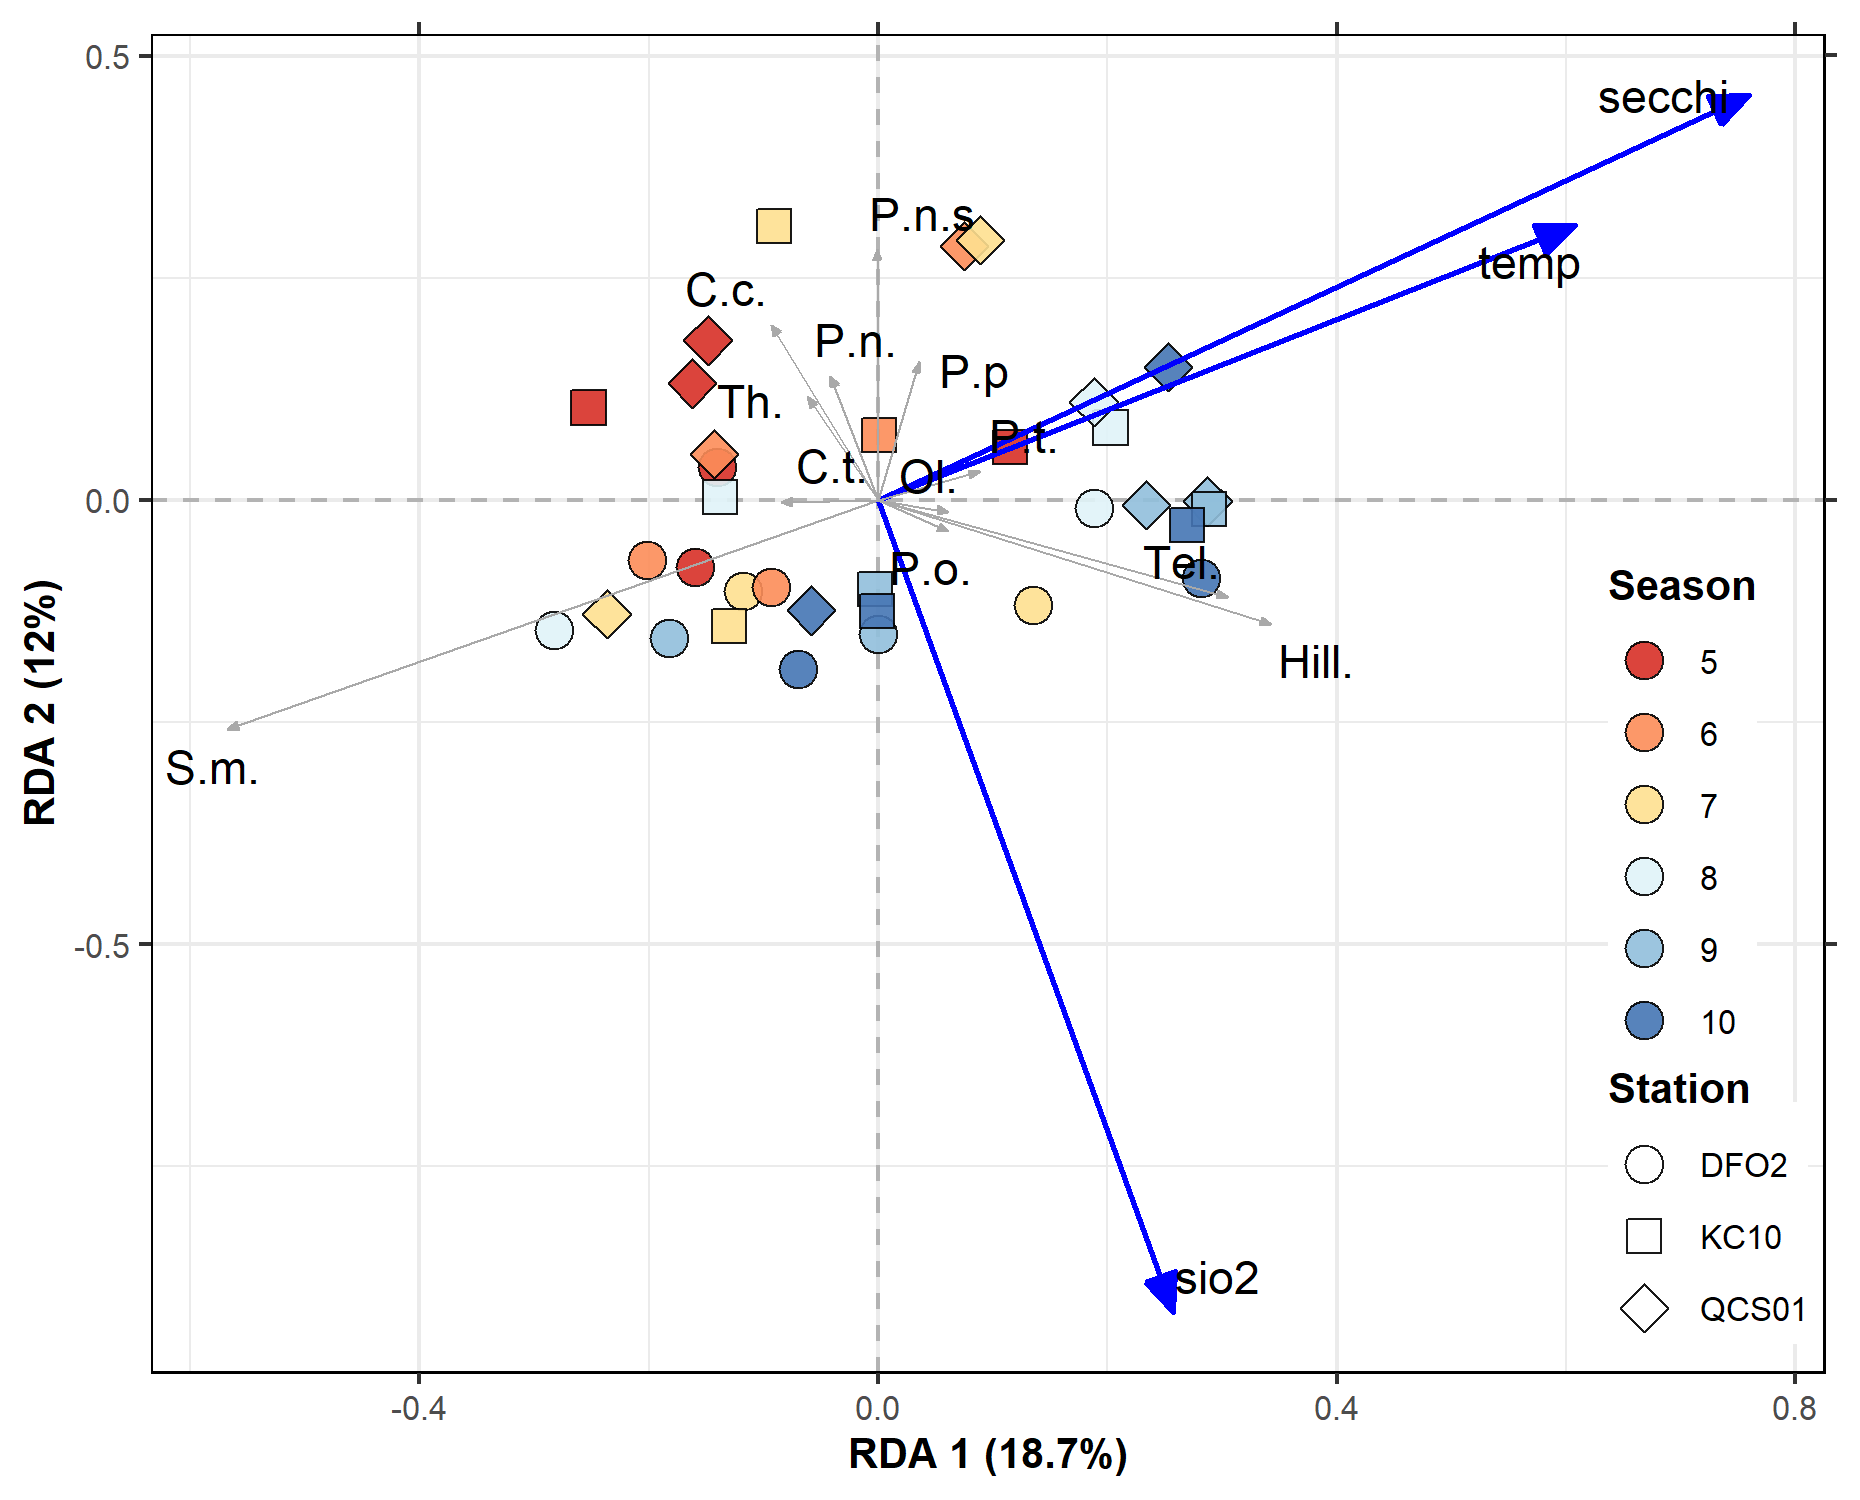 0.5
0.0
-0.5
RDA 2 (12%)
-0.4
0.0
0.4
0.8
RDA 1 (18.7%)
secchi
temp
sio2
P.n.s
C.c.
P.n.
P.p
Th.
P.t.
C.t.
Ol.
P.o.
Tel.
Hill.
S.m.
Season
5
6
7
8
9
10
Station
DFO2
KC10
QCS01